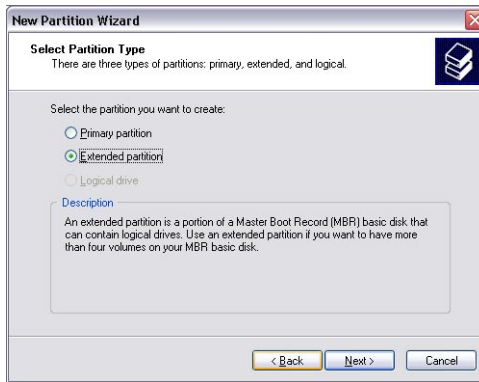 New Partition Wizard
Select Partition Type
There are three types of partitions: primary, extended, and logical.
Select the partition you want to create:
Primary partition
Extended partition
Logical drive
Description
An extended partition is a portion of a Master Boot Record (MBR) basic disk that
can contain logical drives. Use an extended partition if you want to have more
than four volumes on your MBR basic disk.
< Back
Next >
Cancel